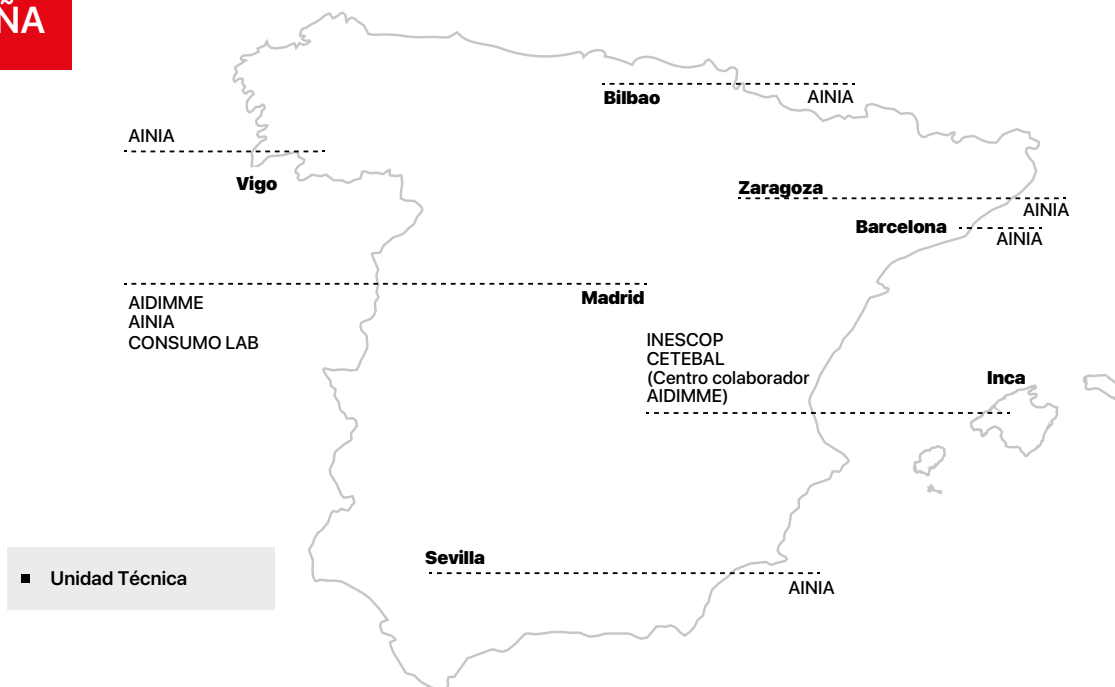 ÑA
Bilbao
AINIA
AINIA
Vigo
Zaragoza
AINIA
Barcelona
AINIA
Madrid
AIDIMME
AINIA
CONSUMO LAB
INESCOP
CETEBAL
(Centro colaborador
AIDIMME)
Inca
Sevilla
AINIA
Unidad Técnica